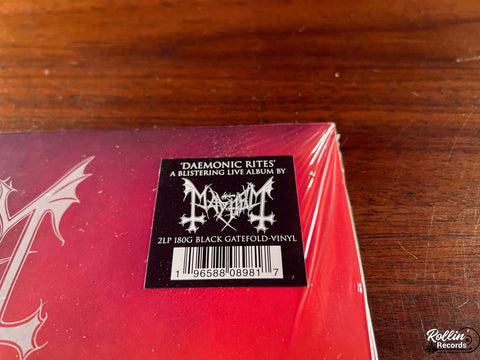 'DAEMONIC RITES'
A BLISTERING LIVE ALBUM BY
MAYHEM
2LP 180G BLACK GATEFOLD-VINYL
1 96588 08981 7
Rollin'
Records